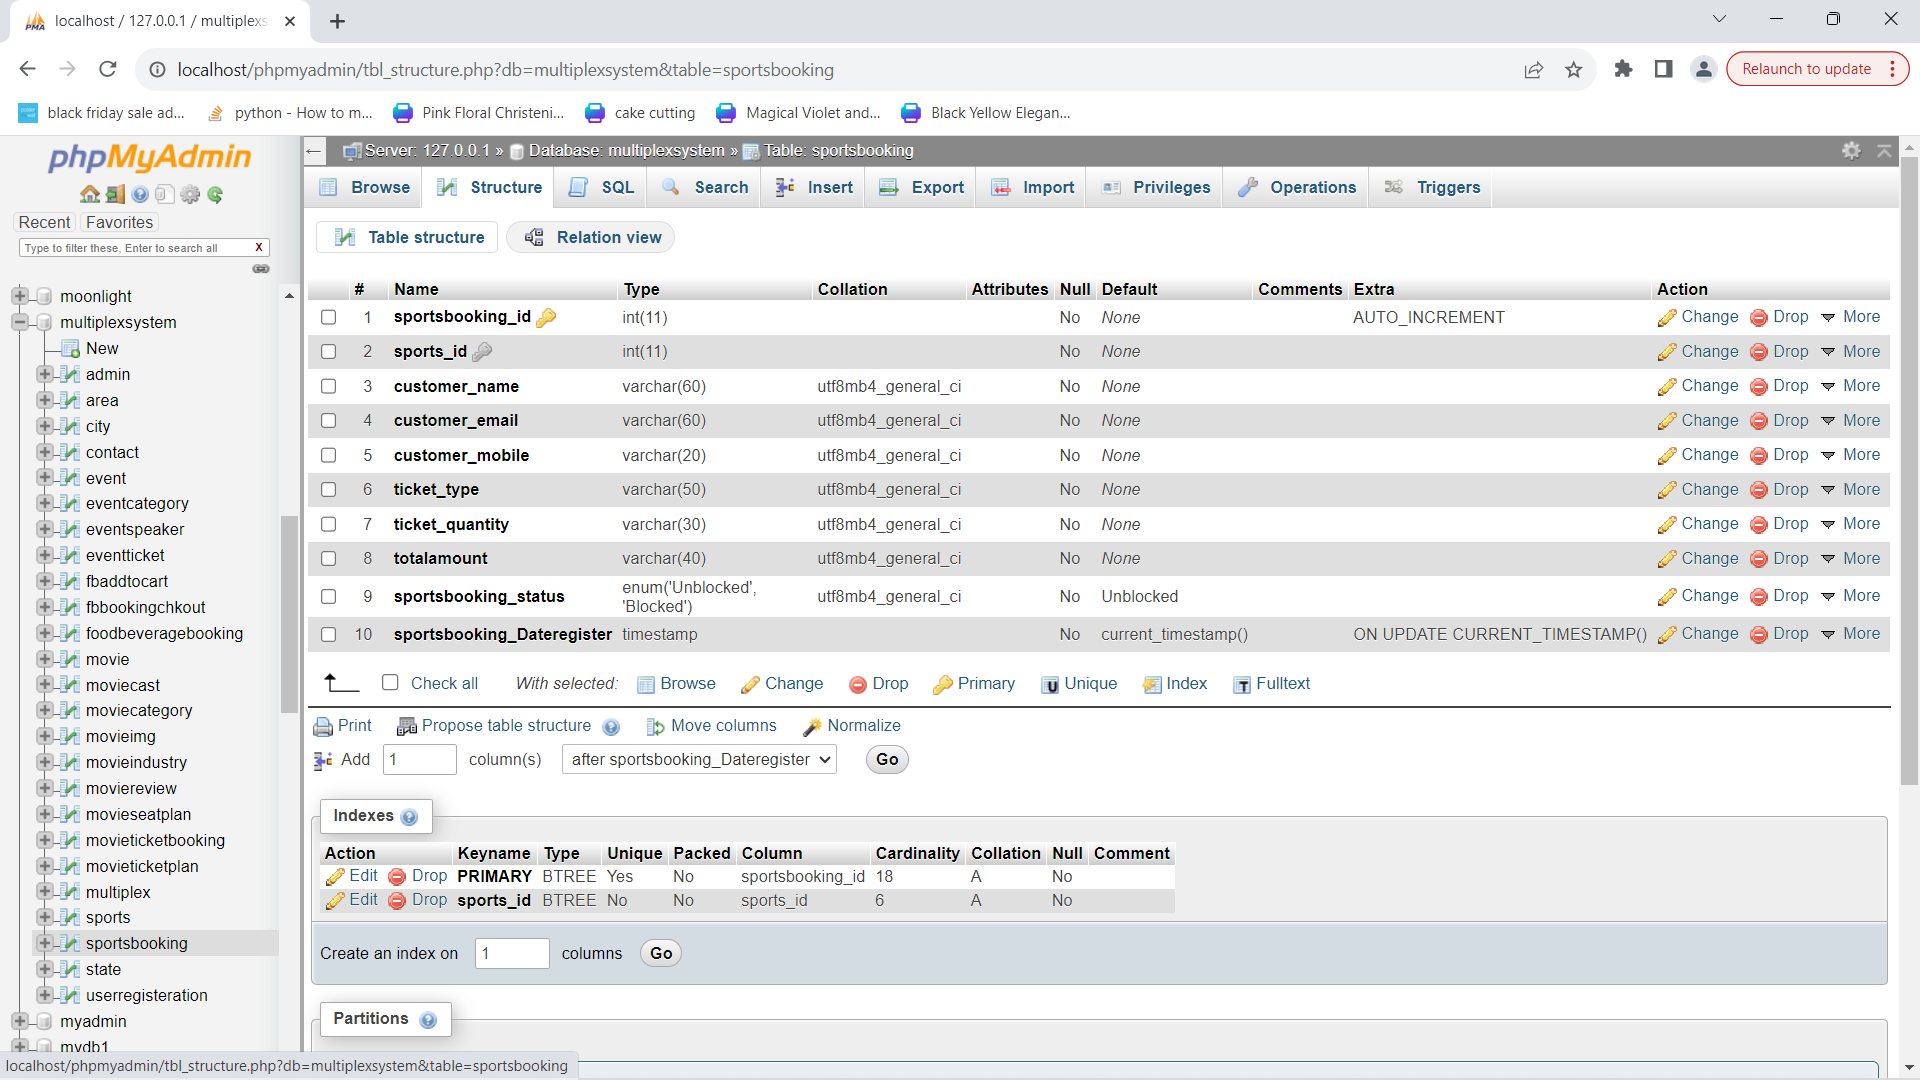 localhost / 127.0.0.1 / multiplexs
localhost/phpmyadmin/tbl_structure.php?db=multiplexsystem&table=sportsbooking
Relaunch to update
black friday sale ad...
python - How to m...
Pink Floral Christeni...
cake cutting
Magical Violet and...
Black Yellow Elegan...
phpMyAdmin
Recent Favorites
Type to filter these, Enter to search all X
moonlight
multiplexsystem
New
admin
area
city
contact
event
eventcategory
eventspeaker
eventticket
fbaddtocart
fbbookingchkout
foodbeveragebooking
movie
moviecast
moviecategory
movieimg
movieindustry
moviereview
movieseatplan
movieticketbooking
movieticketplan
multiplex
sports
sportsbooking
state
userregisteration
myadmin
mydb1
Server: 127.0.0.1 » Database: multiplexsystem » Table: sportsbooking
Browse Structure SQL Search Insert Export Import Privileges Operations Triggers
Table structure Relation view
# Name Type Collation Attributes Null Default Comments Extra Action
1 sportsbooking_id int(11) No None AUTO_INCREMENT Change Drop More
2 sports_id int(11) No None Change Drop More
3 customer_name varchar(60) utf8mb4_general_ci No None Change Drop More
4 customer_email varchar(60) utf8mb4_general_ci No None Change Drop More
5 customer_mobile varchar(20) utf8mb4_general_ci No None Change Drop More
6 ticket_type varchar(50) utf8mb4_general_ci No None Change Drop More
7 ticket_quantity varchar(30) utf8mb4_general_ci No None Change Drop More
8 totalamount varchar(40) utf8mb4_general_ci No None Change Drop More
9 sportsbooking_status enum('Unblocked', 'Blocked') utf8mb4_general_ci No Unblocked Change Drop More
10 sportsbooking_Dateregister timestamp No current_timestamp() ON UPDATE CURRENT_TIMESTAMP() Change Drop More
Check all With selected: Browse Change Drop Primary Unique Index Fulltext
Print Propose table structure Move columns Normalize
Add 1 column(s) after sportsbooking_Dateregister Go
Indexes
Action Keyname Type Unique Packed Column Cardinality Collation Null Comment
Edit Drop PRIMARY BTREE Yes No sportsbooking_id 18 A No
Edit Drop sports_id BTREE No No sports_id 6 A No
Create an index on 1 columns Go
Partitions
localhost/phpmyadmin/tbl_structure.php?db=multiplexsystem&table=sportsbooking